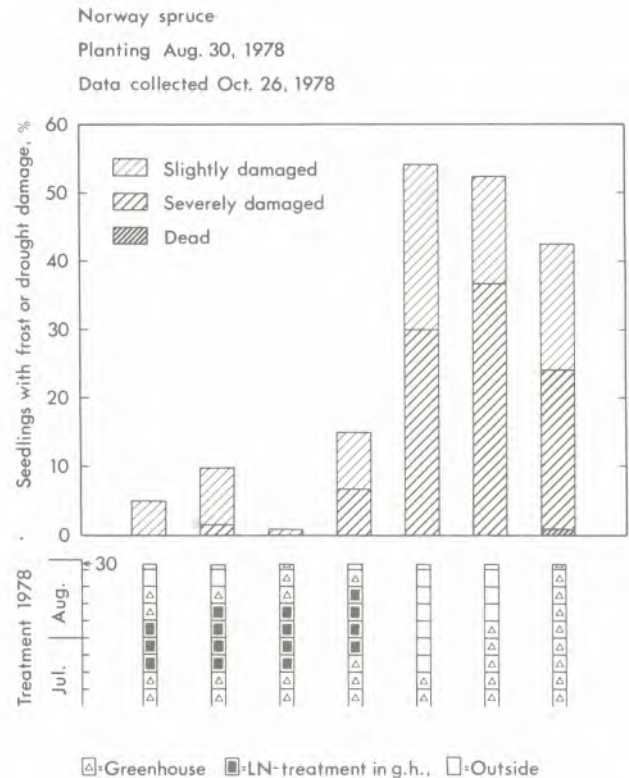 Norway spruce
Planting Aug. 30, 1978
Data collected Oct. 26, 1978
Seedlings with frost or drought damage, %
60
50
40
30
20
10
0
Slightly damaged
Severely damaged
Dead
Treatment 1978
Jul.
Aug.
30
=Greenhouse =LN-treatment in g.h., =Outside